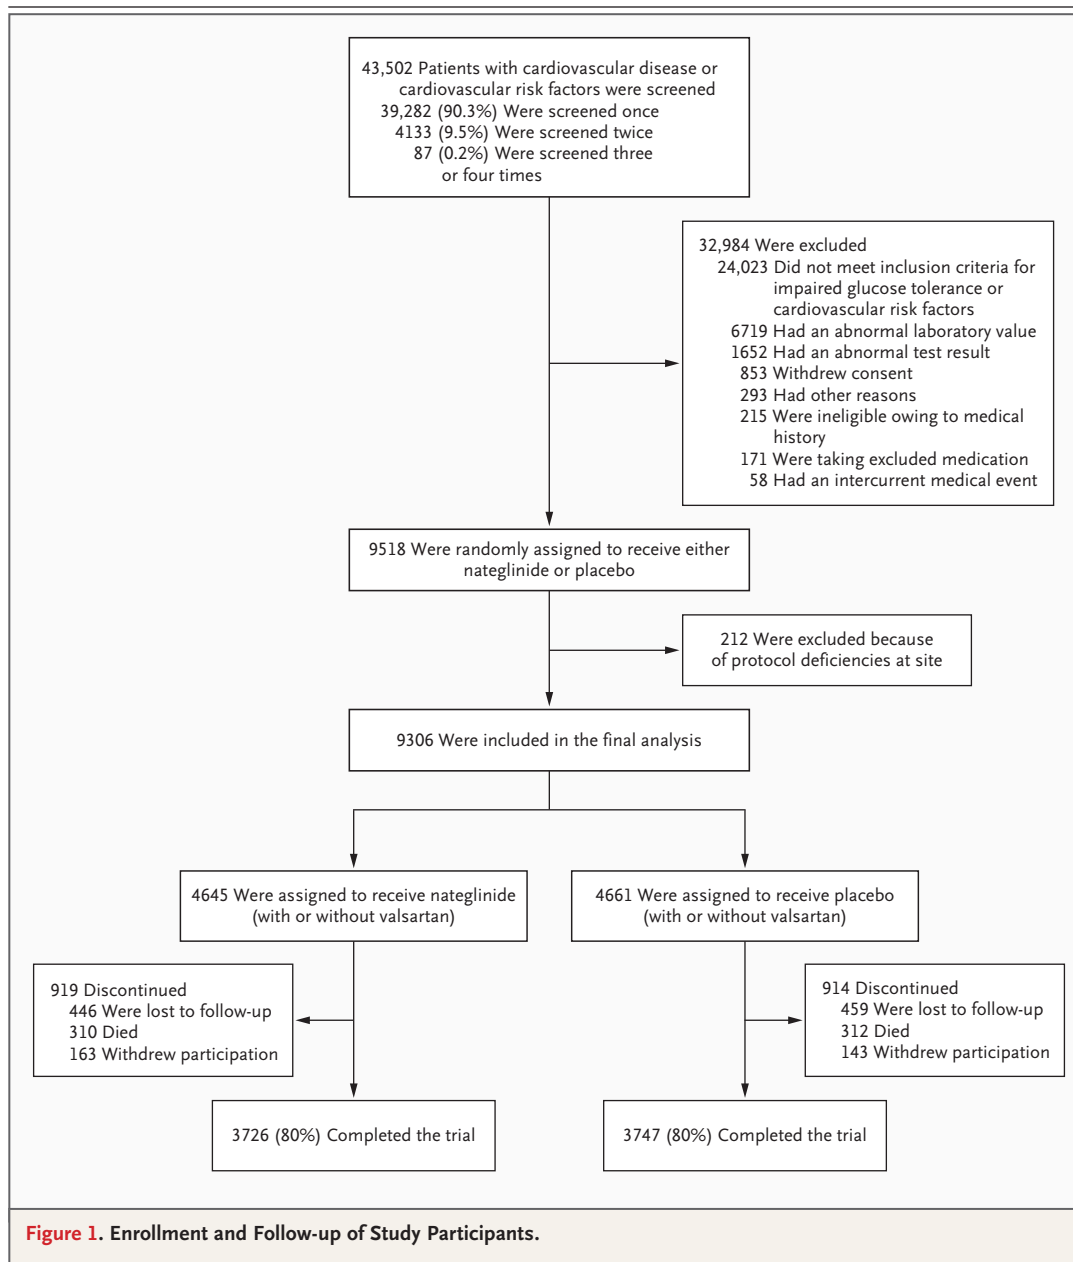 43,502 Patients with cardiovascular disease or
cardiovascular risk factors were screened
39,282 (90.3%) Were screened once
4133 (9.5%) Were screened twice
87 (0.2%) Were screened three
or four times
32,984 Were excluded
24,023 Did not meet inclusion criteria for
impaired glucose tolerance or
cardiovascular risk factors
6719 Had an abnormal laboratory value
1652 Had an abnormal test result
853 Withdrew consent
293 Had other reasons
215 Were ineligible owing to medical
history
171 Were taking excluded medication
58 Had an intercurrent medical event
9518 Were randomly assigned to receive either
nateglinide or placebo
212 Were excluded because
of protocol deficiencies at site
9306 Were included in the final analysis
4645 Were assigned to receive nateglinide
(with or without valsartan)
4661 Were assigned to receive placebo
(with or without valsartan)
919 Discontinued
446 Were lost to follow-up
310 Died
163 Withdrew participation
914 Discontinued
459 Were lost to follow-up
312 Died
143 Withdrew participation
3726 (80%) Completed the trial
3747 (80%) Completed the trial
Figure 1. Enrollment and Follow-up of Study Participants.